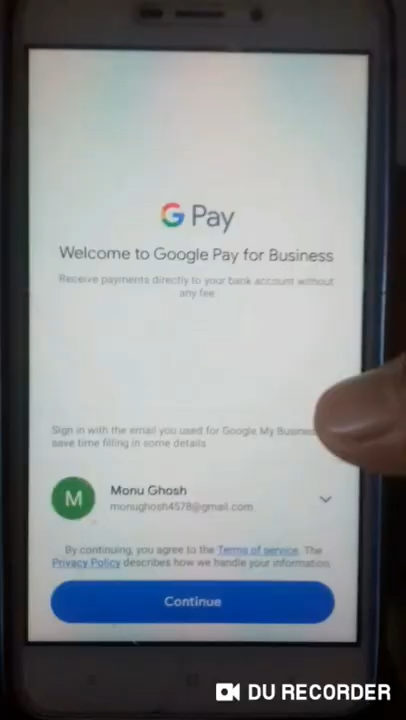 G Pay
Welcome to Google Pay for Business
Receive payments directly to your bank account without
any fee
Sign in with the email you used for Google My Business
save time filling in some details
M
Monu Ghosh
monughosh4578@gmail.com
By continuing, you agree to the Terms of service. The
Privacy Policy describes how we handle your information.
Continue
DU RECORDER